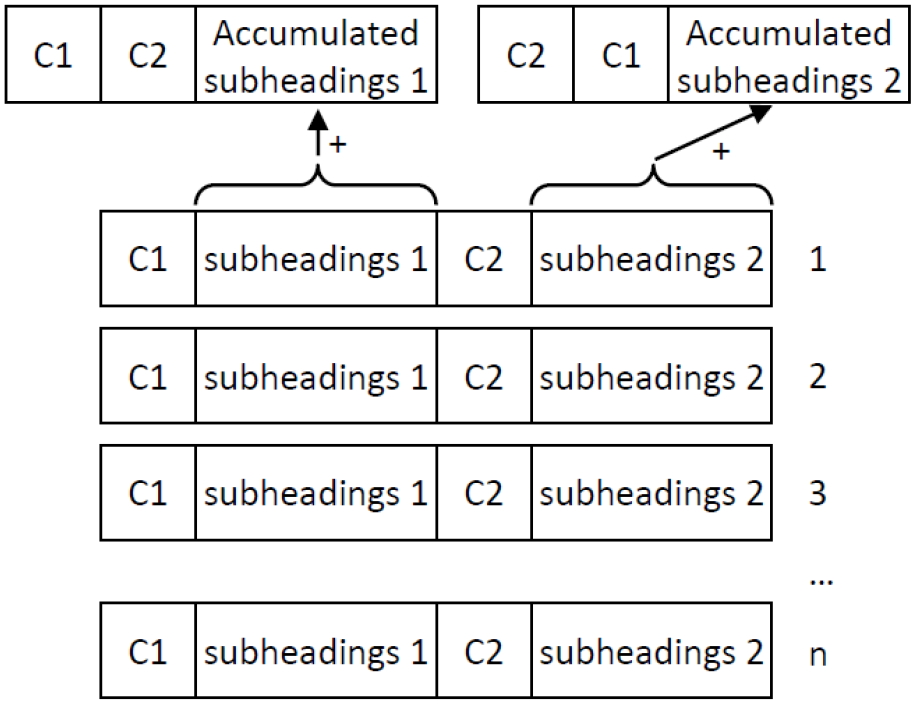 C1 C2 Accumulated subheadings 1
C2 C1 Accumulated subheadings 2
+ +
C1 subheadings 1 C2 subheadings 2 1
C1 subheadings 1 C2 subheadings 2 2
C1 subheadings 1 C2 subheadings 2 3
...
C1 subheadings 1 C2 subheadings 2 n